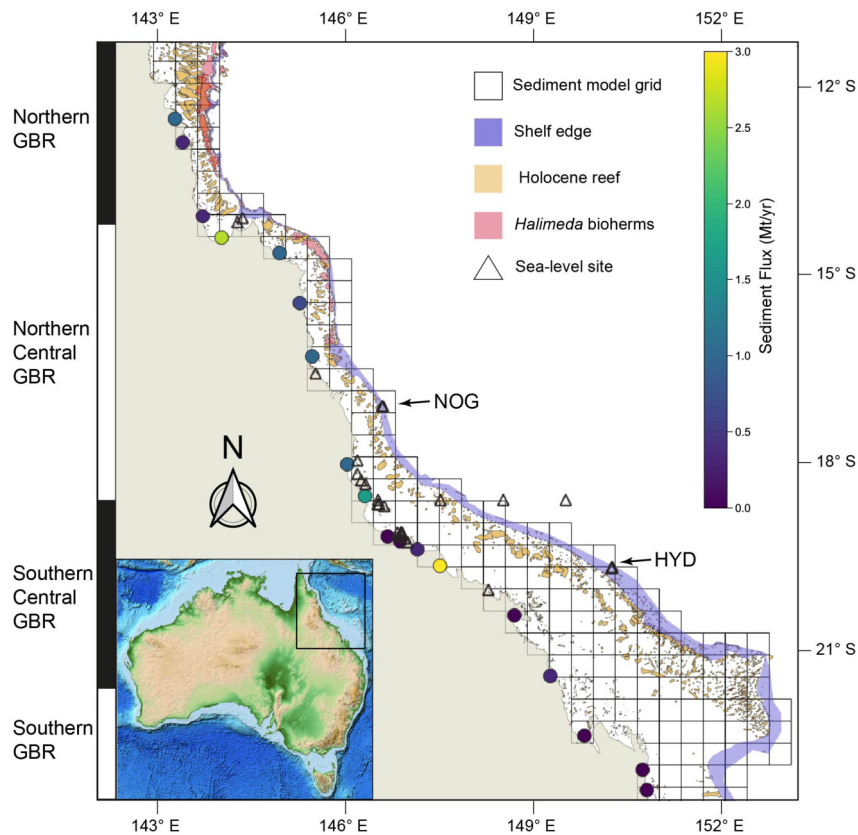 143° E 146° E 149° E 152° E
Northern
GBR
Northern
Central
GBR
Southern
Central
GBR
Southern
GBR
Sediment model grid
Shelf edge
Holocene reef
Halimeda bioherms
Sea-level site
3.0
2.5
2.0
1.5
1.0
0.5
0.0
Sediment Flux (Mt/yr)
12° S
15° S
18° S
21° S
NOG
HYD
N
143° E 146° E 149° E 152° E